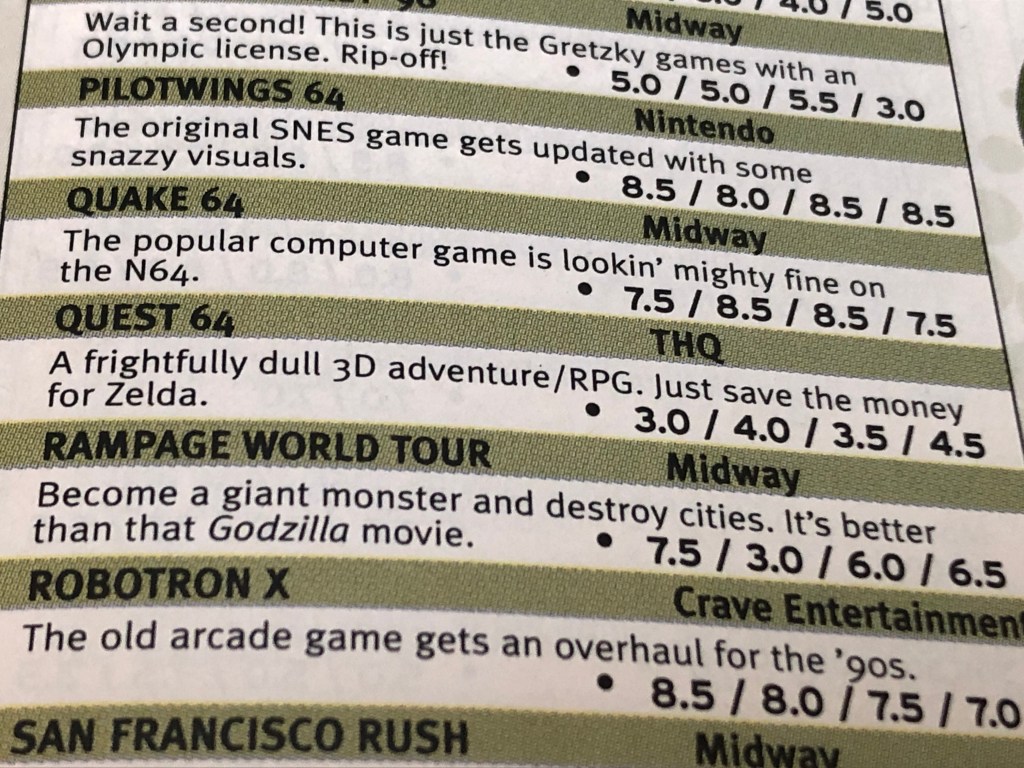 4.0 / 5.0
Midway
Wait a second! This is just the Gretzky games with an
Olympic license. Rip-off!
• 5.0 / 5.0 / 5.5 / 3.0
PILOTWINGS 64 Nintendo
The original SNES game gets updated with some
snazzy visuals.
• 8.5 / 8.0 / 8.5 / 8.5
QUAKE 64 Midway
The popular computer game is lookin' mighty fine on
the N64.
• 7.5 / 8.5 / 8.5 / 7.5
QUEST 64 THQ
A frightfully dull 3D adventure/RPG. Just save the money
for Zelda.
• 3.0 / 4.0 / 3.5 / 4.5
RAMPAGE WORLD TOUR Midway
Become a giant monster and destroy cities. It's better
than that Godzilla movie.
• 7.5 / 3.0 / 6.0 / 6.5
ROBOTRON X Crave Entertainment
The old arcade game gets an overhaul for the '90s.
• 8.5 / 8.0 / 7.5 / 7.0
SAN FRANCISCO RUSH Midway